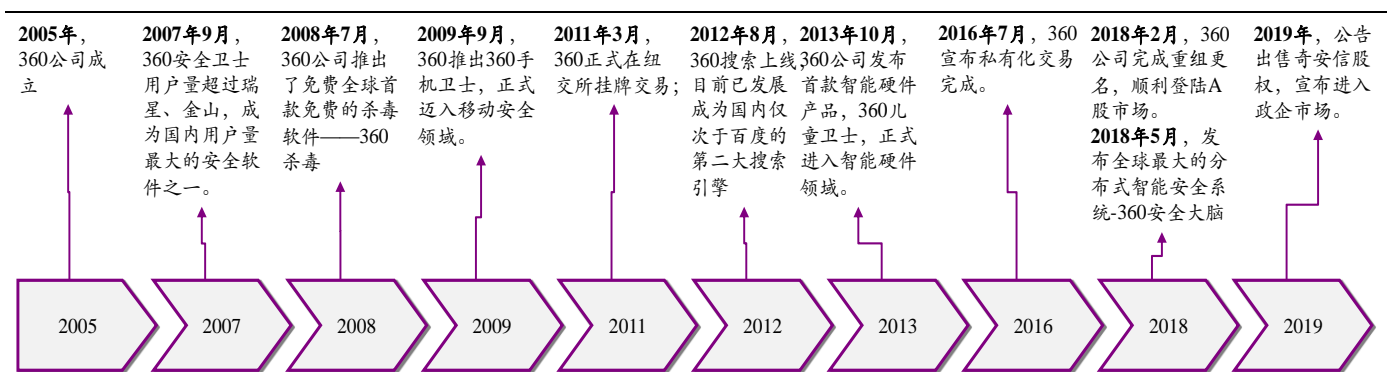 2005年，
360公司成
立
2007年9月，
360安全卫士
用户量超过瑞
星、金山，成
为国内用户量
最大的安全软
件之一。
2008年7月，
360公司推出
了免费全球首
款免费的杀毒
软件——360
杀毒
2009年9月，
360推出360手
机卫士，正式
迈入移动安全
领域。
2011年3月，
360正式在纽
交所挂牌交易；
2012年8月，
360搜索上线，
目前已发展
成为国内仅
次于百度的
第二大搜索
引擎
2013年10月，
360公司发布
首款智能硬件
产品，360儿
童卫士，正式
进入智能硬件
领域。
2016年7月，360
宣布私有化交易
完成。
2018年2月，360
公司完成重组更
名，顺利登陆A
股市场。
2018年5月，发
布全球最大的分
布式智能安全系
统-360安全大脑
2019年，公告
出售奇安信股
权，宣布进入
政企市场。
2005
2007
2008
2009
2011
2012
2013
2016
2018
2019